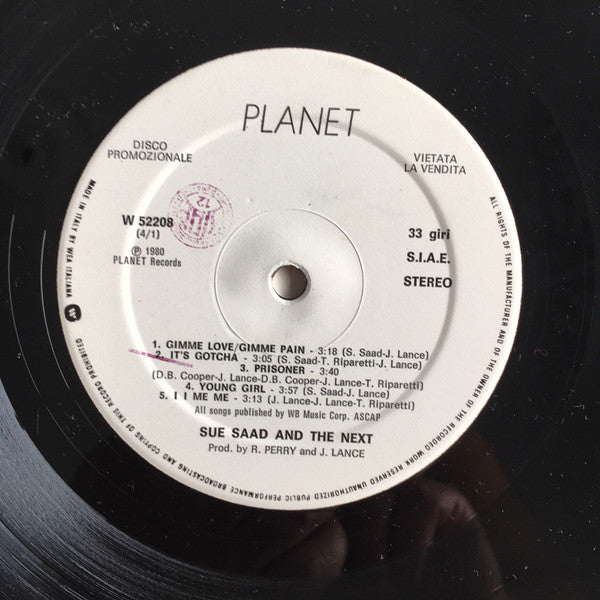 PLANET
DISCO
PROMOZIONALE
VIETATA
LA VENDITA
W 52208
(4/1)
℗ 1980
PLANET Records
12
33 giri
S.I.A.E.
STEREO
1. GIMME LOVE/GIMME PAIN - 3:18 (S. Saad-J. Lance)
2. IT'S GOTCHA - 3:05 (S. Saad-T. Riparetti-J. Lance)
3. PRISONER - 3:40
(D.B. Cooper-J. Lance-D.B. Cooper-J. Lance-T. Riparetti)
4. YOUNG GIRL - 3:57 (S. Saad-J. Lance)
5. I I ME ME - 3:13 (J. Lance-J. Lance-T. Riparetti)
All songs published by WB Music Corp. ASCAP
SUE SAAD AND THE NEXT
Prod. by R. PERRY and J. LANCE
MADE IN ITALY BY WEA ITALIANA
ALL RIGHTS OF THE MANUFACTURER AND OF THE OWNER OF THE RECORDED WORK RESERVED UNAUTHORIZED PUBLIC PERFORMANCE BROADCASTING AND COPYING OF THIS RECORD PROHIBITED